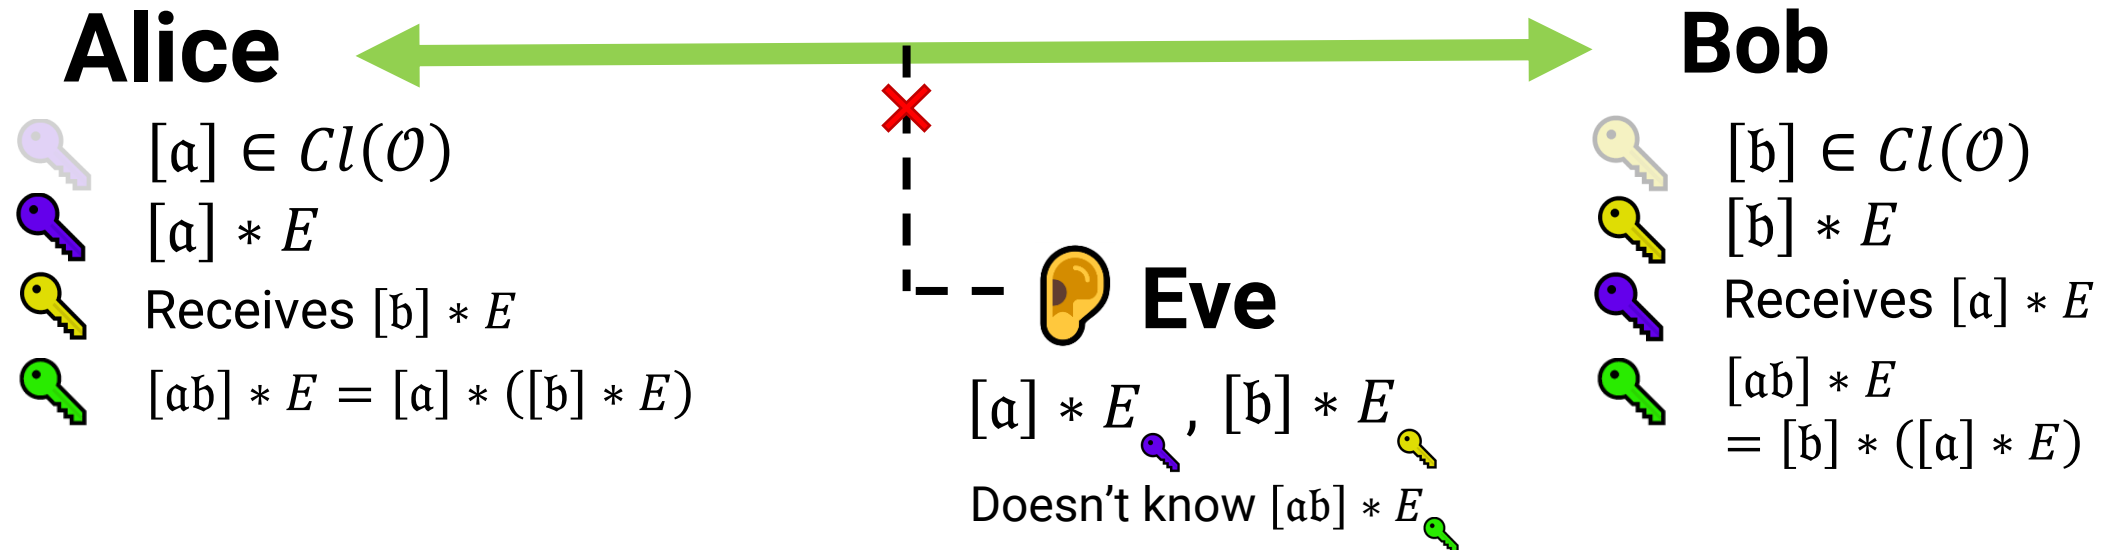 Alice
[𝔞] ∈ 𝐶𝑙(𝒪)
[𝔞] ∗ 𝐸
Receives [𝔟] ∗ 𝐸
[𝔞𝔟] ∗ 𝐸 = [𝔞] ∗ ([𝔟] ∗ 𝐸)
Eve
[𝔞] ∗ 𝐸 , [𝔟] ∗ 𝐸
Doesn’t know [𝔞𝔟] ∗ 𝐸
Bob
[𝔟] ∈ 𝐶𝑙(𝒪)
[𝔟] ∗ 𝐸
Receives [𝔞] ∗ 𝐸
[𝔞𝔟] ∗ 𝐸
= [𝔟] ∗ ([𝔞] ∗ 𝐸)